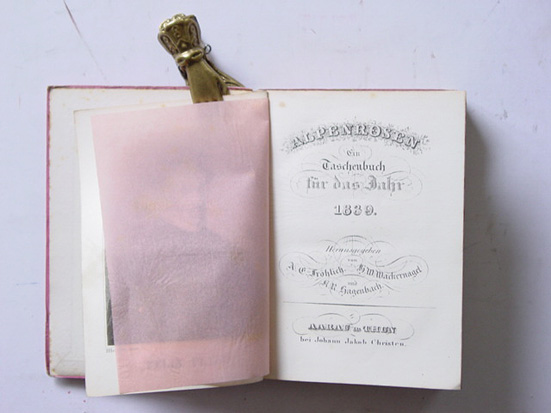 ALPENROSEN
Ein
Taschenbuch
für das Jahr
1839.
Herausgegeben
von
A. E. Fröhlich H. W. Wackernagel
und
K. R. Hagenbach
AARAU u. THUN
bei Johann Jakob Christen.